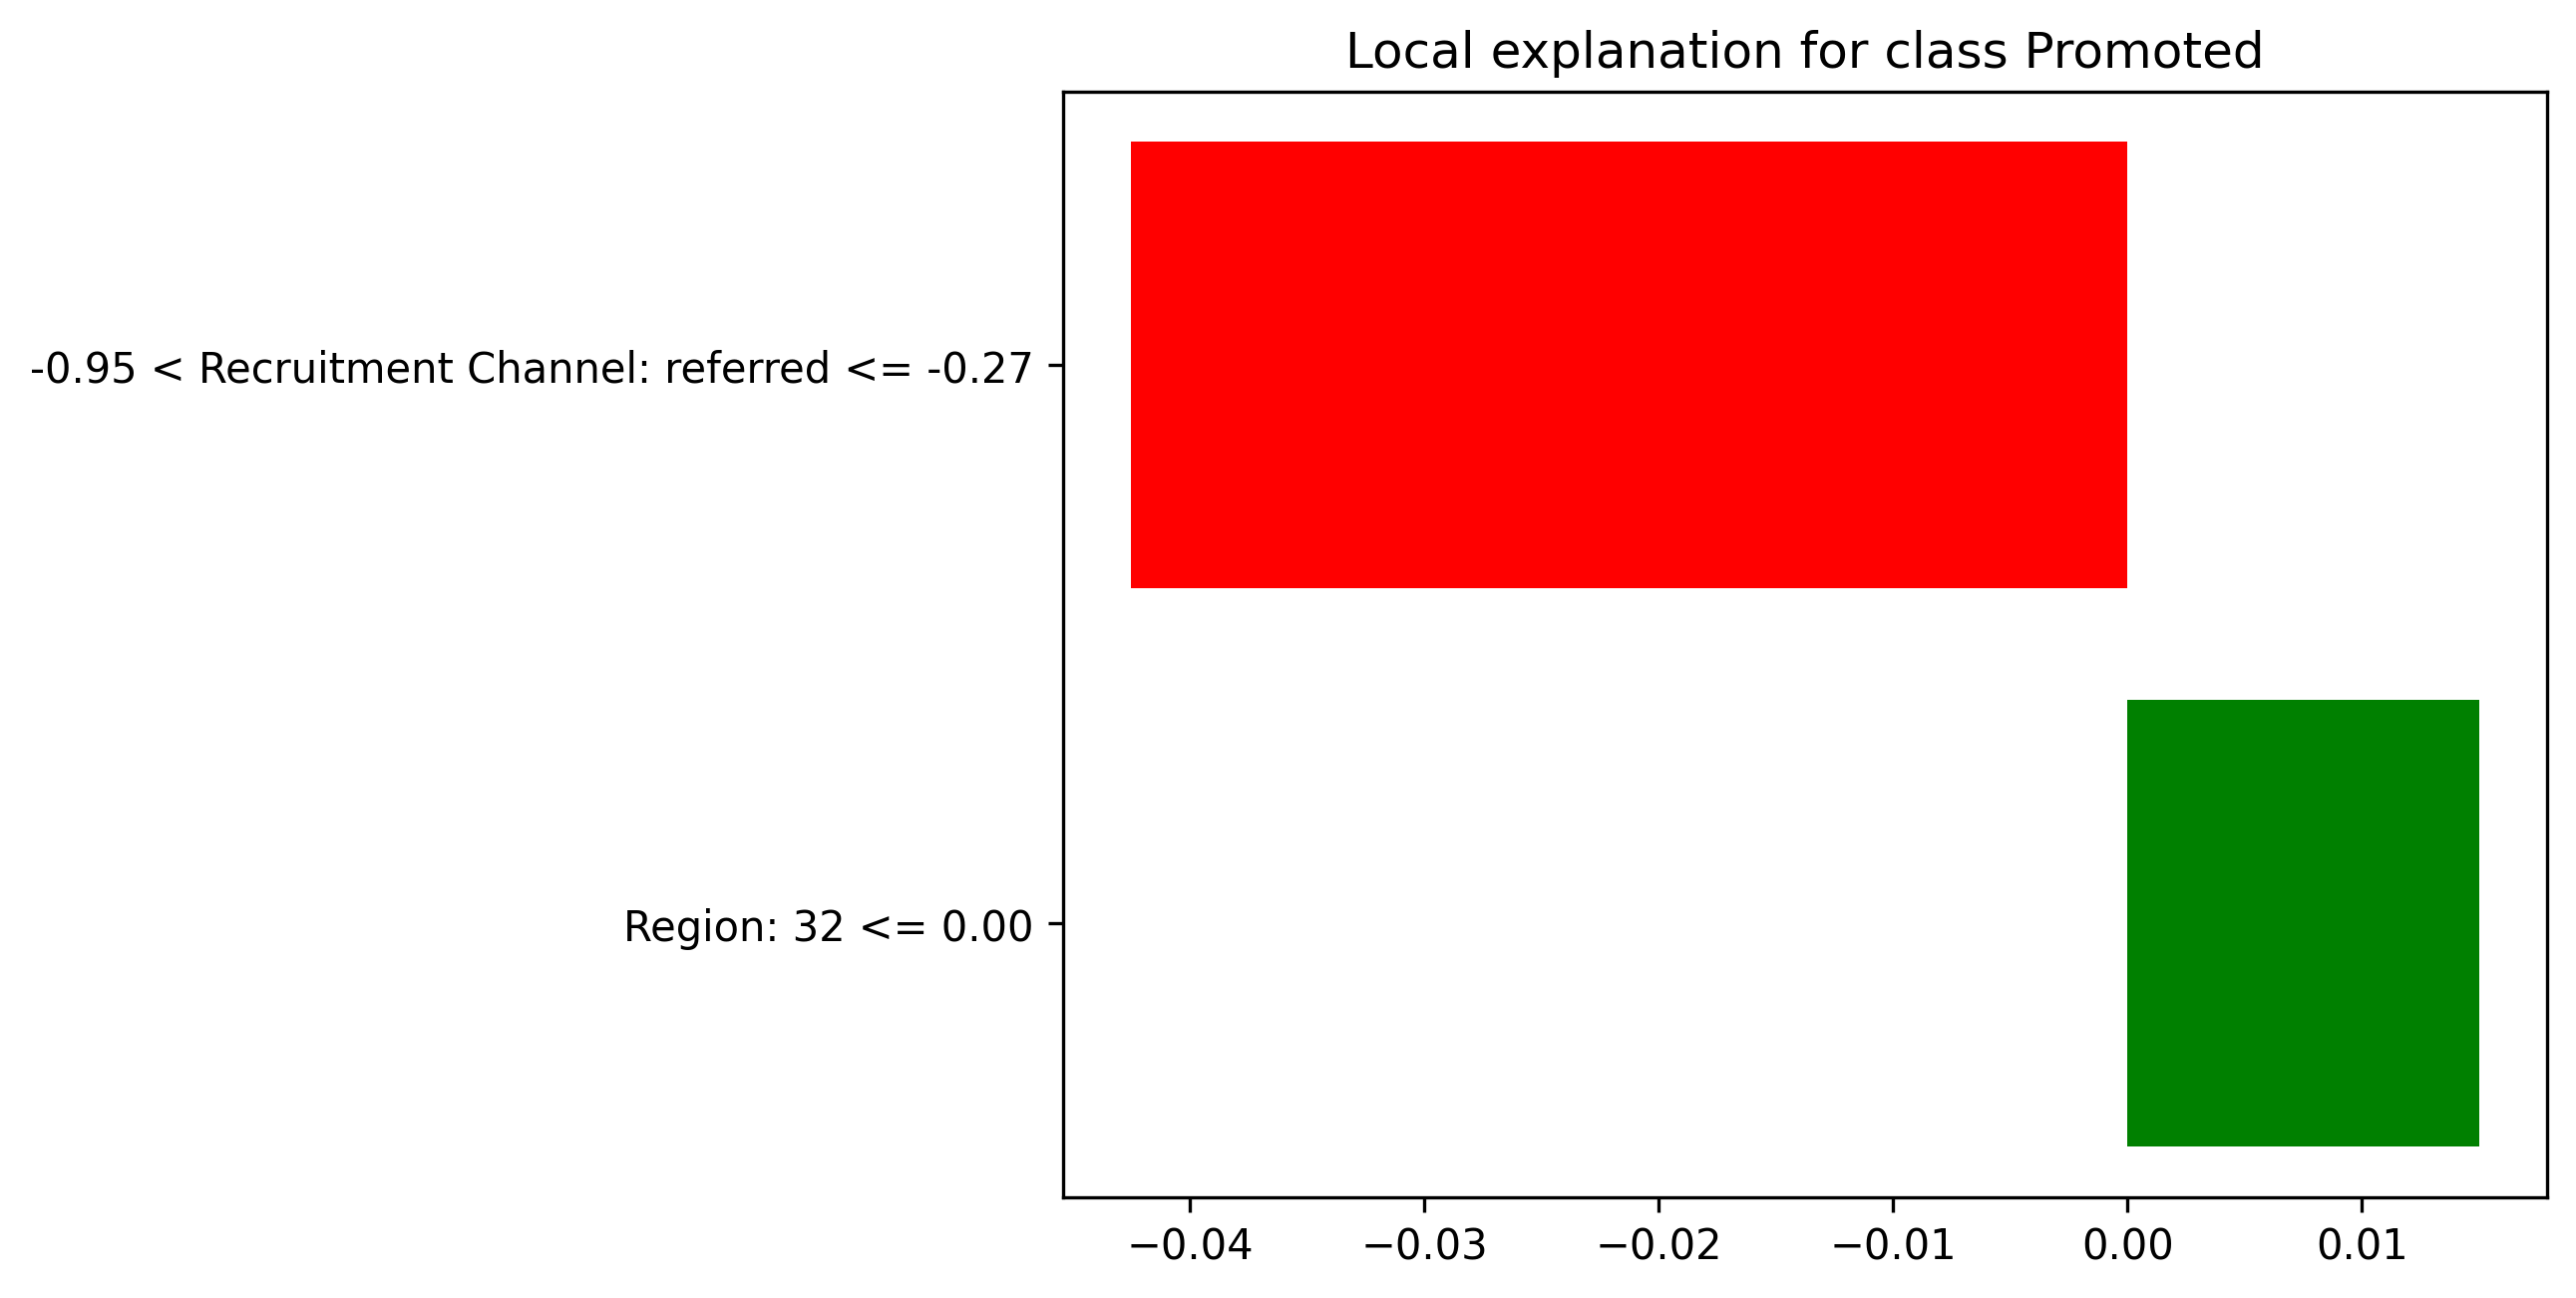 Local explanation for class Promoted
-0.95 < Recruitment Channel: referred <= -0.27
Region: 32 <= 0.00
−0.04 −0.03 −0.02 −0.01 0.00 0.01